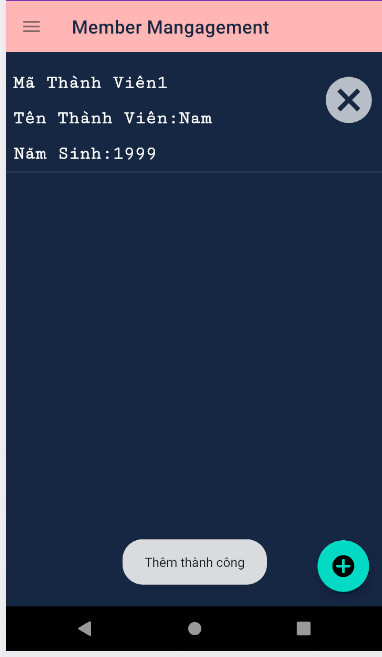 Member Mangagement
Mã Thành Viên1
Tên Thành Viên:Nam
Năm Sinh:1999
Thêm thành công